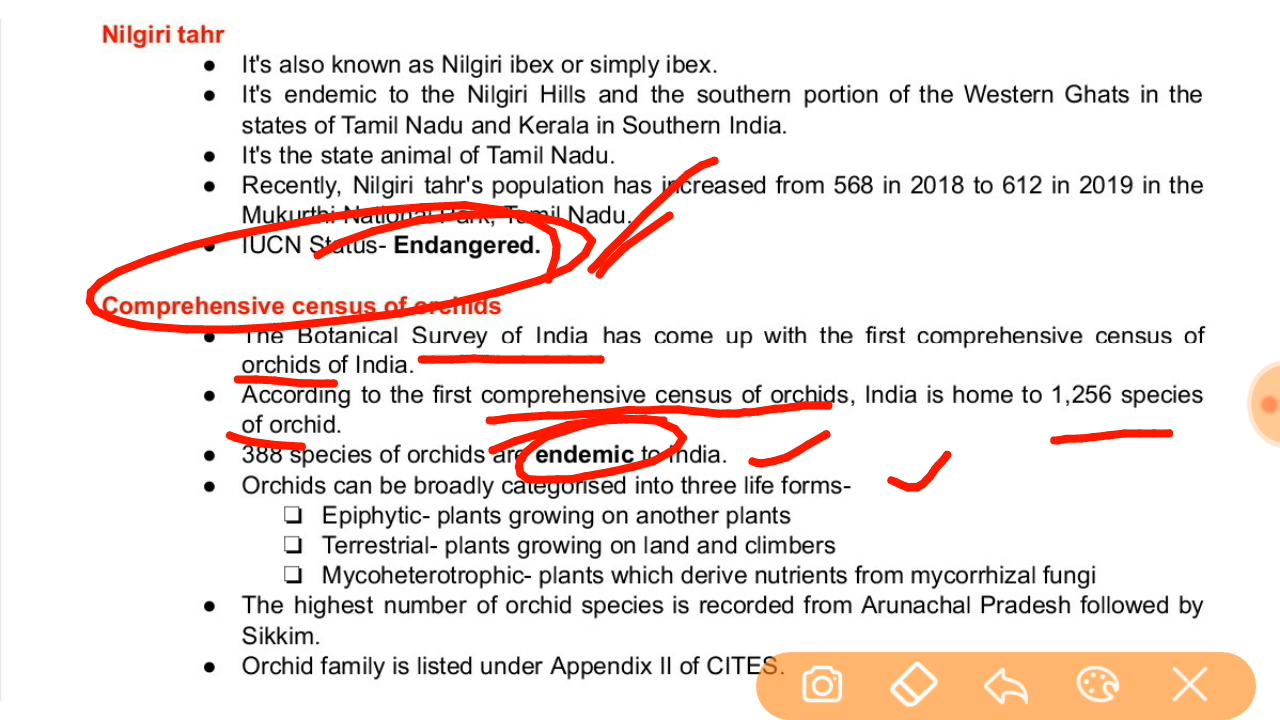 Nilgiri tahr
● It's also known as Nilgiri ibex or simply ibex.
● It's endemic to the Nilgiri Hills and the southern portion of the Western Ghats in the
states of Tamil Nadu and Kerala in Southern India.
● It's the state animal of Tamil Nadu.
● Recently, Nilgiri tahr's population has increased from 568 in 2018 to 612 in 2019 in the
Mukurthi National Park, Tamil Nadu.
● IUCN Status- Endangered.
Comprehensive census of orchids
● The Botanical Survey of India has come up with the first comprehensive census of
orchids of India.
● According to the first comprehensive census of orchids, India is home to 1,256 species
of orchid.
● 388 species of orchids are endemic to India.
● Orchids can be broadly categorised into three life forms-
❏ Epiphytic- plants growing on another plants
❏ Terrestrial- plants growing on land and climbers
❏ Mycoheterotrophic- plants which derive nutrients from mycorrhizal fungi
● The highest number of orchid species is recorded from Arunachal Pradesh followed by
Sikkim.
● Orchid family is listed under Appendix II of CITES.